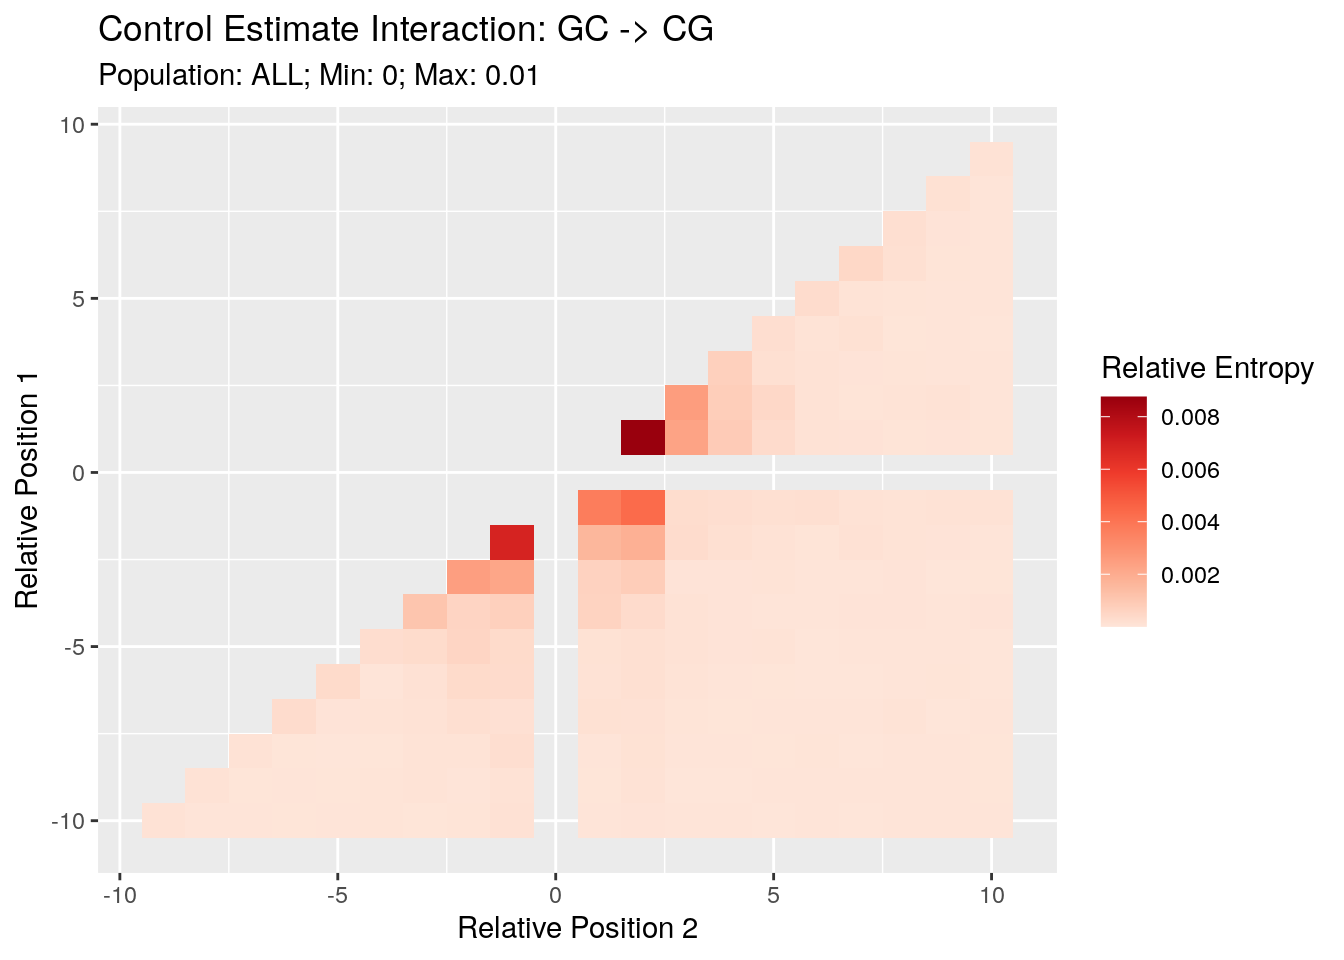 Control Estimate Interaction: GC -> CG
Population: ALL; Min: 0; Max: 0.01
10
5
0
-5
-10
Relative Position 1
-10
-5
0
5
10
Relative Position 2
Relative Entropy
0.008
0.006
0.004
0.002